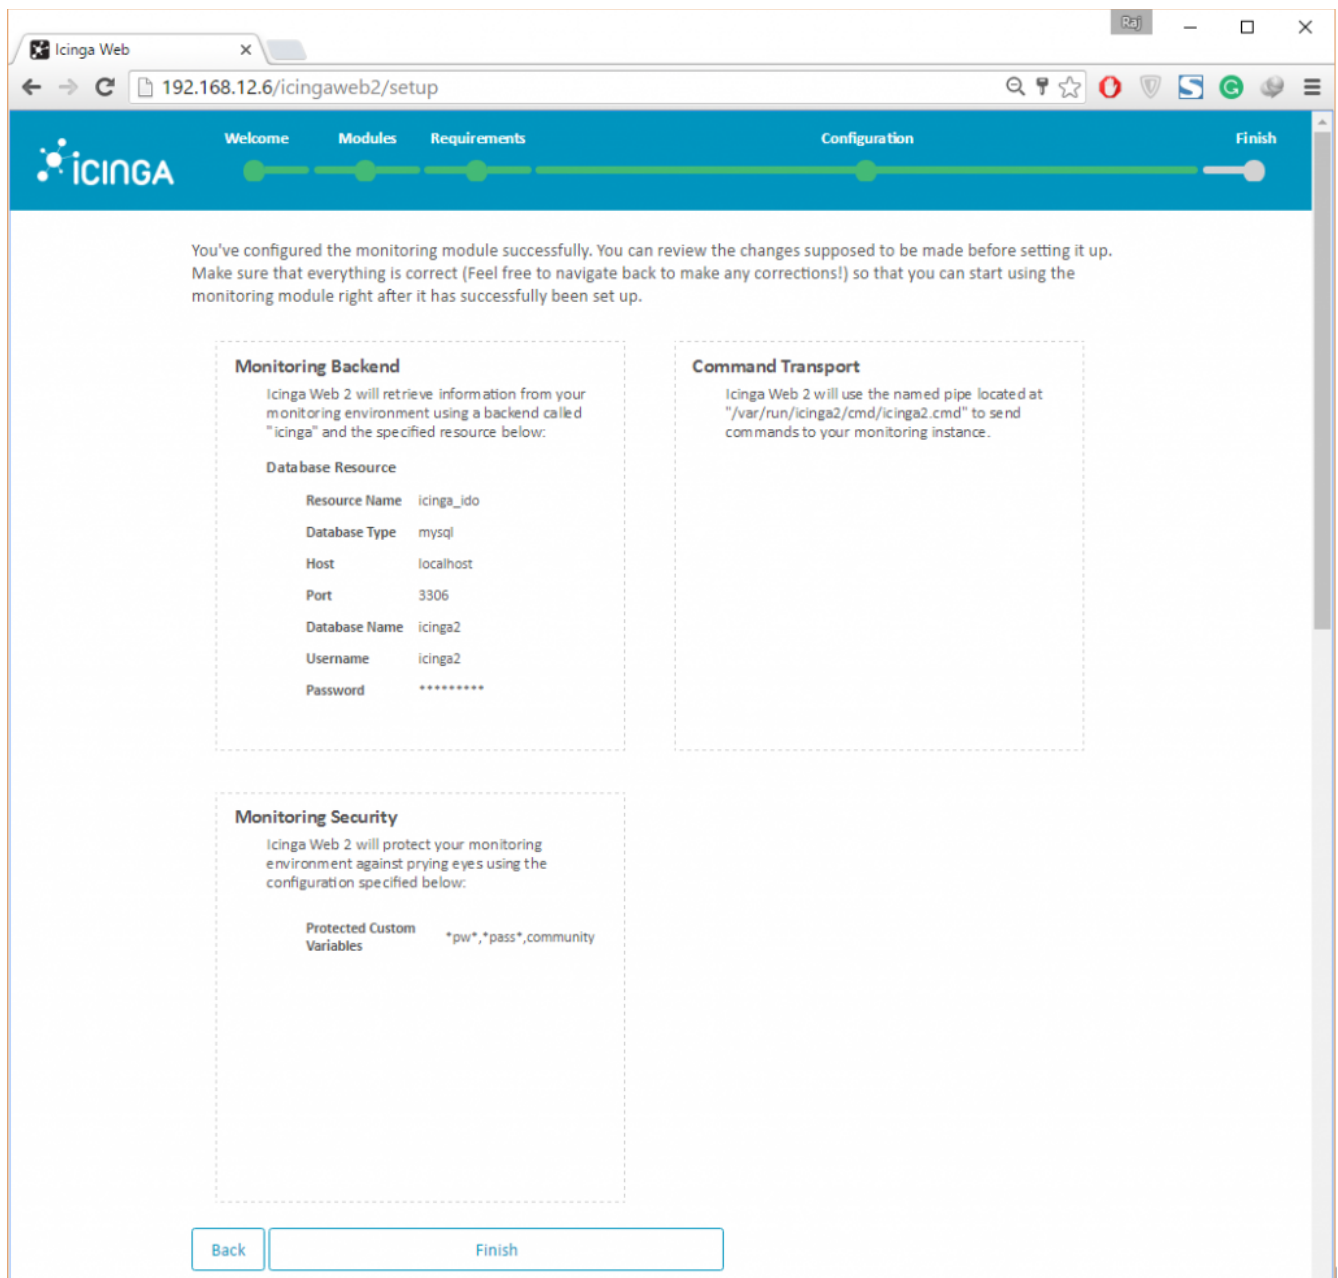 Raj
Icinga Web
192.168.12.6/icingaweb2/setup
Welcome
Modules
Requirements
Configuration
Finish
ICINGA
You've configured the monitoring module successfully. You can review the changes supposed to be made before setting it up.
Make sure that everything is correct (Feel free to navigate back to make any corrections!) so that you can start using the
monitoring module right after it has successfully been set up.
Monitoring Backend
Icinga Web 2 will retrieve information from your
monitoring environment using a backend called
"icinga" and the specified resource below:
Database Resource
Resource Name icinga_ido
Database Type mysql
Host localhost
Port 3306
Database Name icinga2
Username icinga2
Password *********
Command Transport
Icinga Web 2 will use the named pipe located at
"/var/run/icinga2/cmd/icinga2.cmd" to send
commands to your monitoring instance.
Monitoring Security
Icinga Web 2 will protect your monitoring
environment against prying eyes using the
configuration specified below:
Protected Custom
Variables
*pw*,*pass*,community
Back
Finish